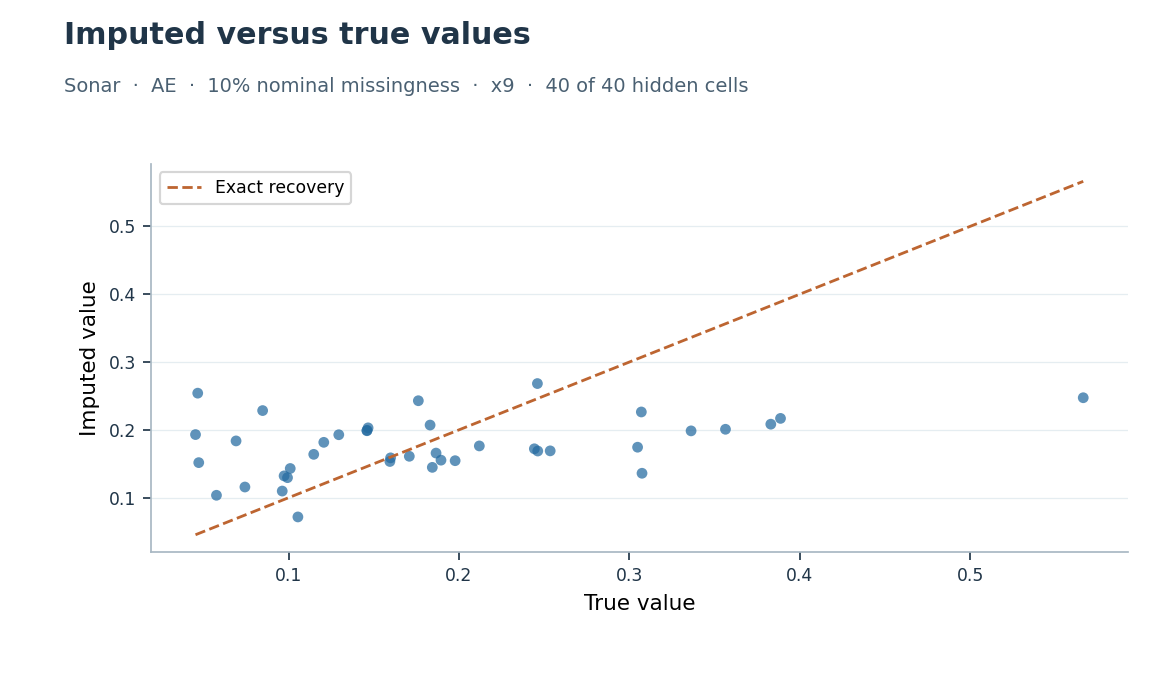 Imputed versus true values
Sonar · AE · 10% nominal missingness · x9 · 40 of 40 hidden cells
Exact recovery
Imputed value
0.5
0.4
0.3
0.2
0.1
0.1 0.2 0.3 0.4 0.5
True value